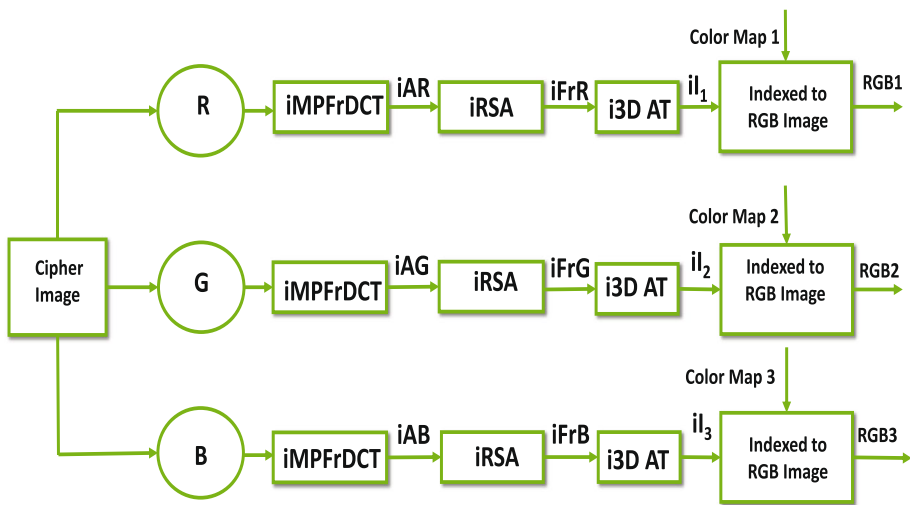 Color Map 1
R
iMPFrDCT
iAR
iRSA
iFrR
i3D AT
iI₁
Indexed to
RGB Image
RGB1
Cipher
Image
Color Map 2
G
iMPFrDCT
iAG
iRSA
iFrG
i3D AT
iI₂
Indexed to
RGB Image
RGB2
Color Map 3
B
iMPFrDCT
iAB
iRSA
iFrB
i3D AT
iI₃
Indexed to
RGB Image
RGB3